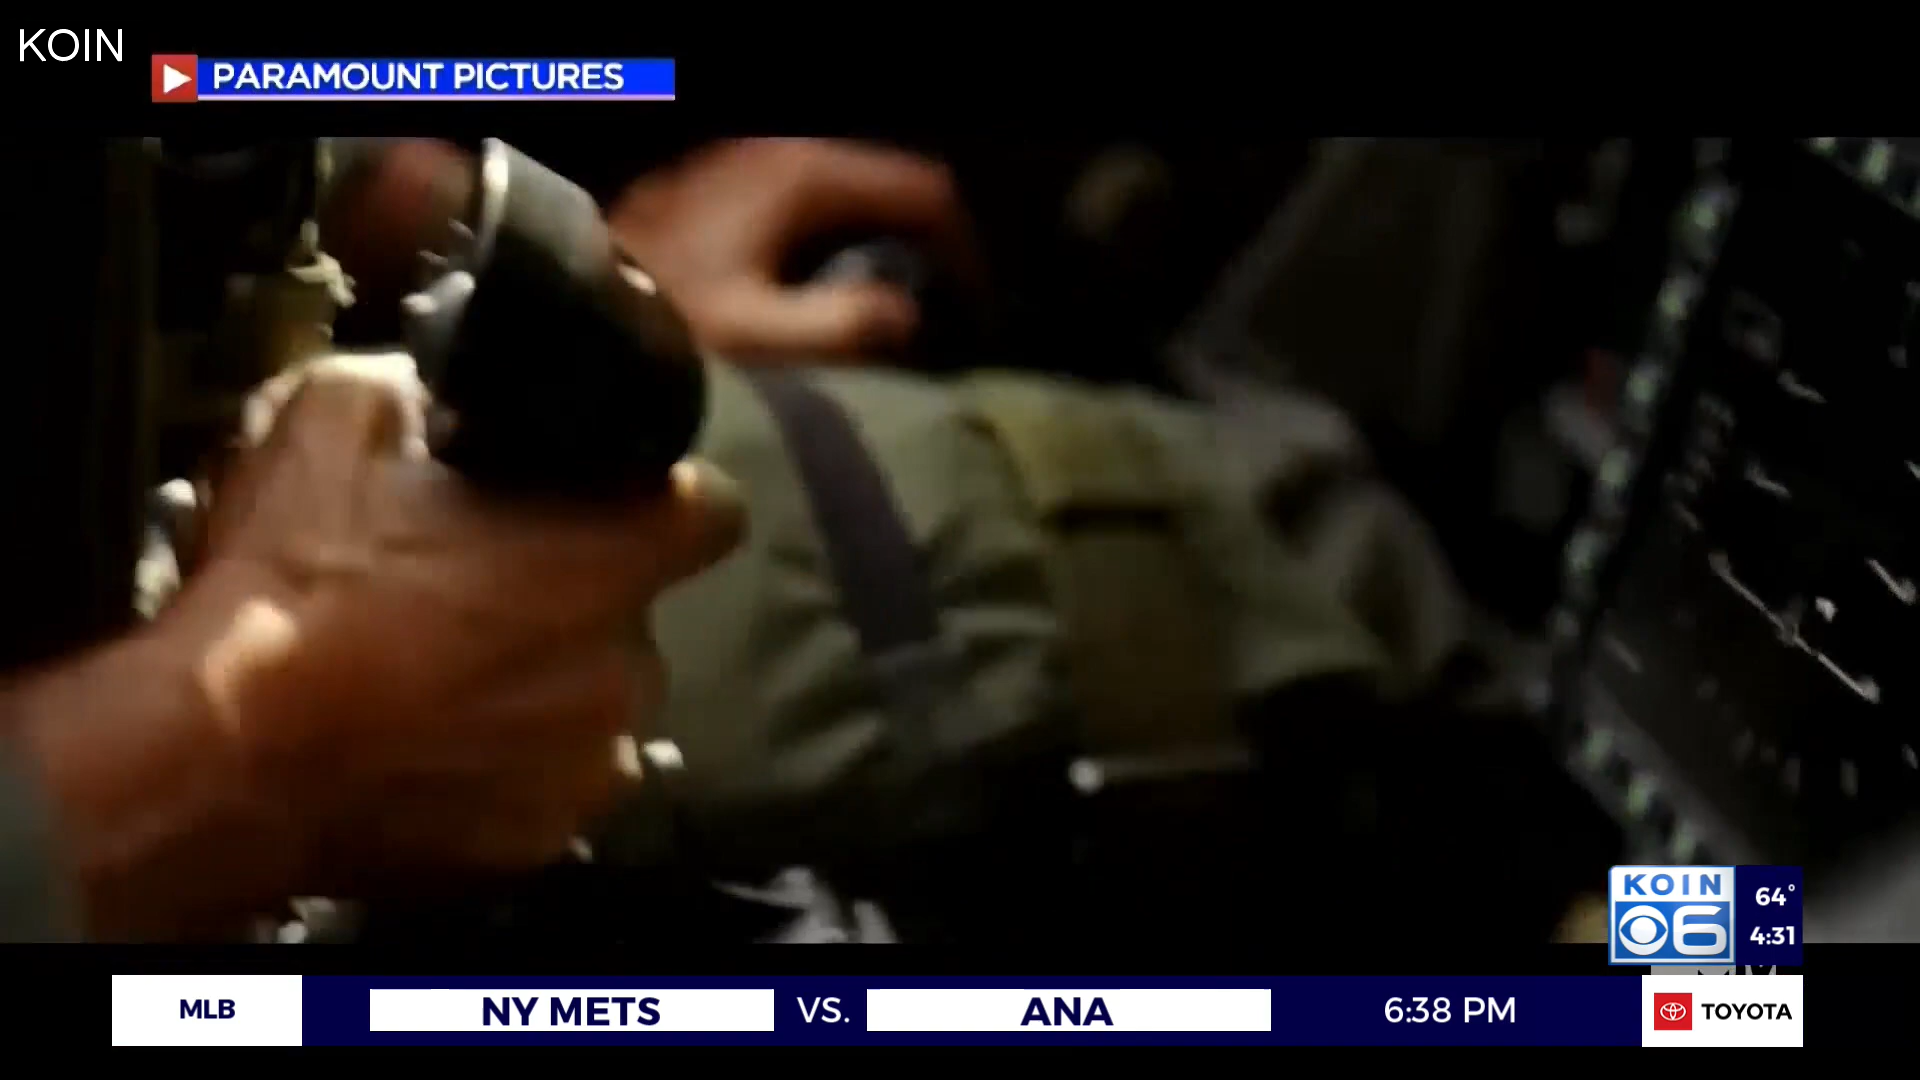 KOIN
PARAMOUNT PICTURES
KOIN
6
64°
4:31
MLB
NY METS
VS.
ANA
6:38 PM
TOYOTA